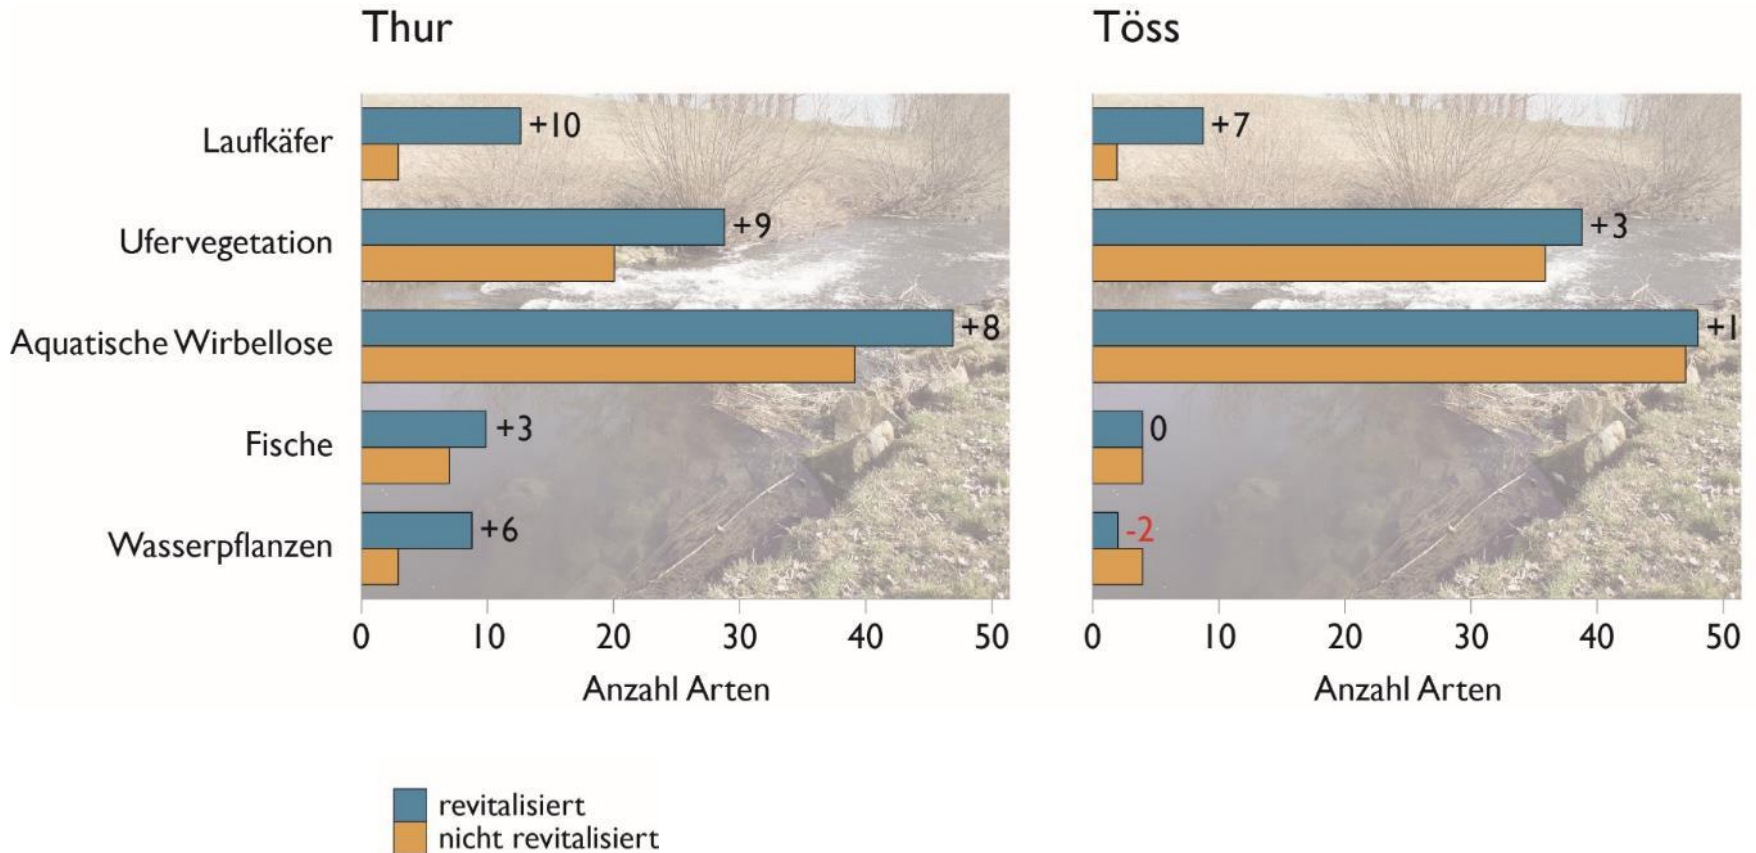 Thur
Töss
Laufkäfer
+10
+7
Ufervegetation
+9
+3
Aquatische Wirbellose
+8
+1
Fische
+3
0
Wasserpflanzen
+6
-2
0 10 20 30 40 50
0 10 20 30 40 50
Anzahl Arten
Anzahl Arten
revitalisiert
nicht revitalisiert